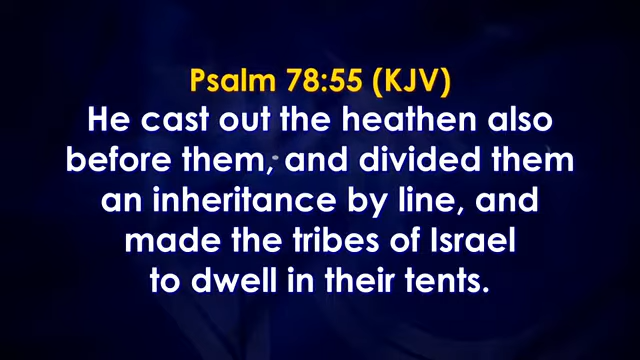 Psalm 78:55 (KJV)
He cast out the heathen also
before them, and divided them
an inheritance by line, and
made the tribes of Israel
to dwell in their tents.